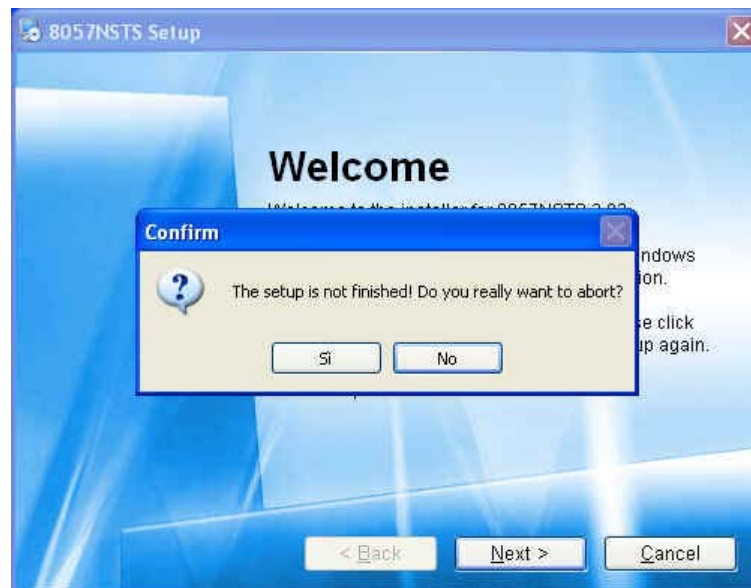 8057NSTS Setup
Welcome
Confirm
ndows
ion.
The setup is not finished! Do you really want to abort?
se click
up again.
Sì
No
< Back
Next >
Cancel